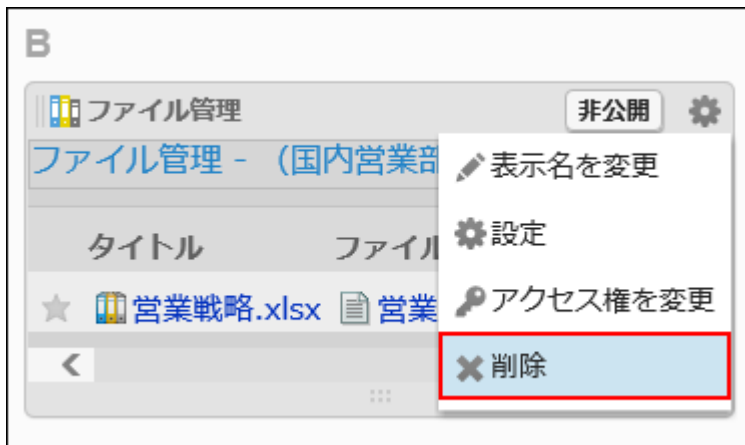 B
ファイル管理 非公開
ファイル管理 - （国内営業部
表示名を変更
タイトル ファイル
設定
営業戦略.xlsx 営業
アクセス権を変更
削除